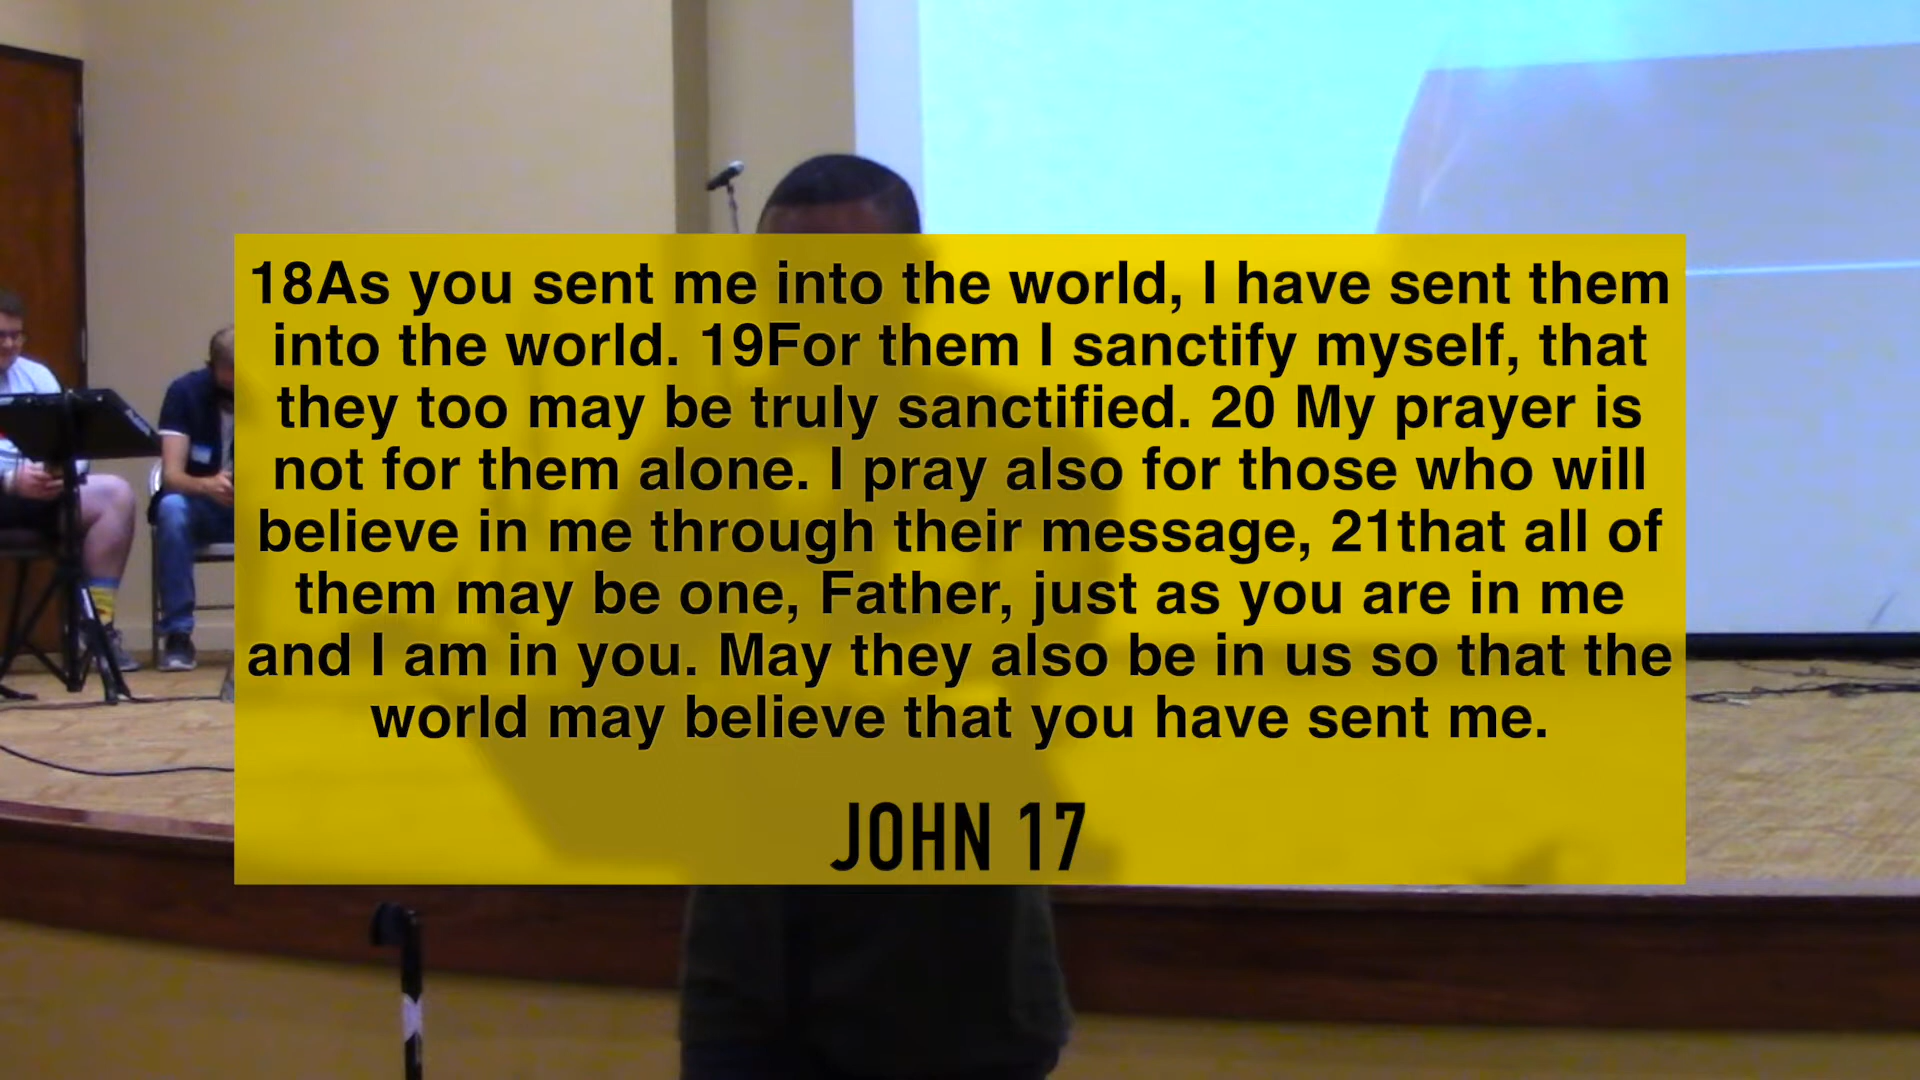 18As you sent me into the world, I have sent them
into the world. 19For them I sanctify myself, that
they too may be truly sanctified. 20 My prayer is
not for them alone. I pray also for those who will
believe in me through their message, 21that all of
them may be one, Father, just as you are in me
and I am in you. May they also be in us so that the
world may believe that you have sent me.
JOHN 17